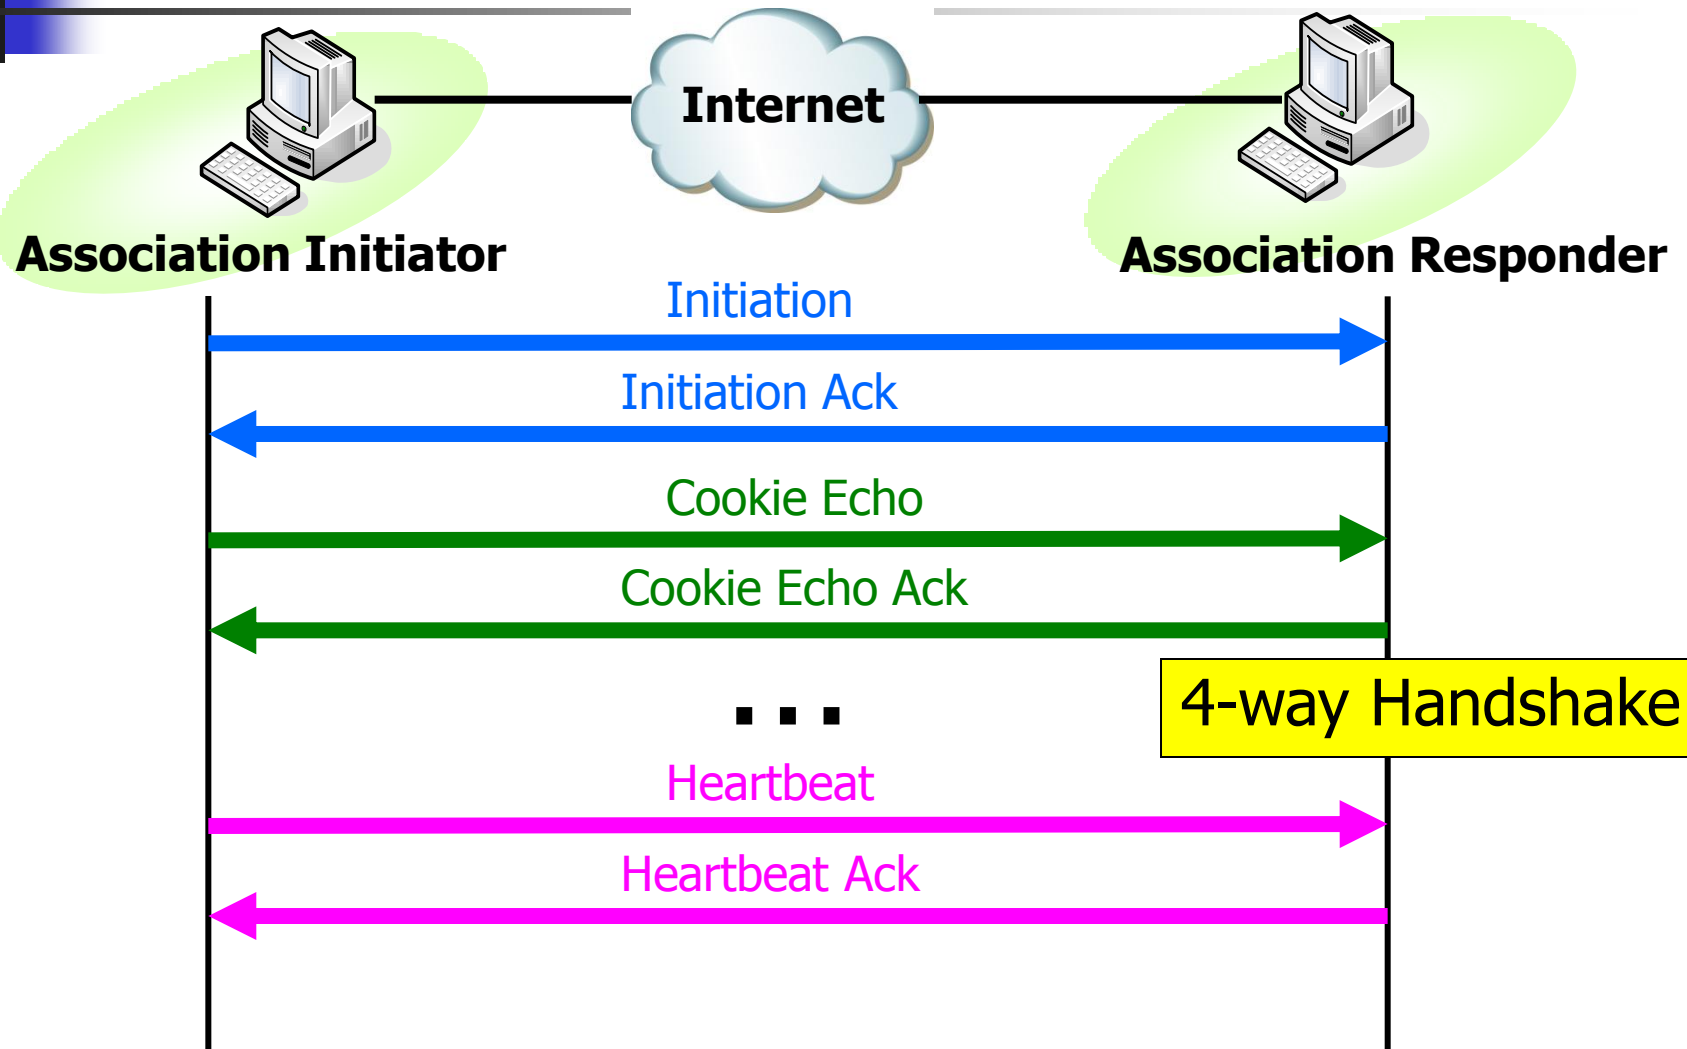 Internet
Association Initiator
Association Responder
Initiation
Initiation Ack
Cookie Echo
Cookie Echo Ack
...
4-way Handshake
Heartbeat
Heartbeat Ack